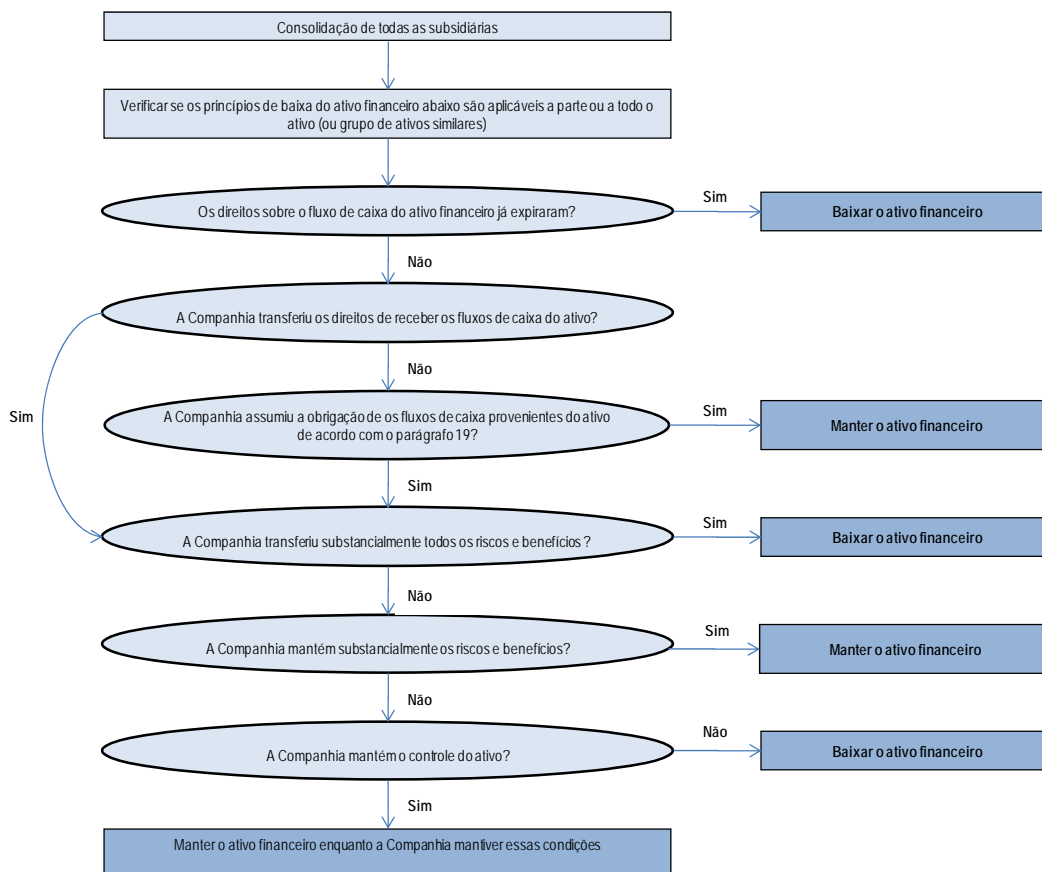 Consolidação de todas as subsidiárias
Verificar se os princípios de baixa do ativo financeiro abaixo são aplicáveis a parte ou a todo o
ativo (ou grupo de ativos similares)
Os direitos sobre o fluxo de caixa do ativo financeiro já expiraram?
Sim
Baixar o ativo financeiro
Não
A Companhia transferiu os direitos de receber os fluxos de caixa do ativo?
Não
Sim
A Companhia assumiu a obrigação de os fluxos de caixa provenientes do ativo
de acordo com o parágrafo 19?
Sim
Manter o ativo financeiro
Sim
A Companhia transferiu substancialmente todos os riscos e benefícios ?
Sim
Baixar o ativo financeiro
Não
A Companhia mantém substancialmente os riscos e benefícios?
Sim
Manter o ativo financeiro
Não
A Companhia mantém o controle do ativo?
Não
Baixar o ativo financeiro
Sim
Manter o ativo financeiro enquanto a Companhia mantiver essas condições